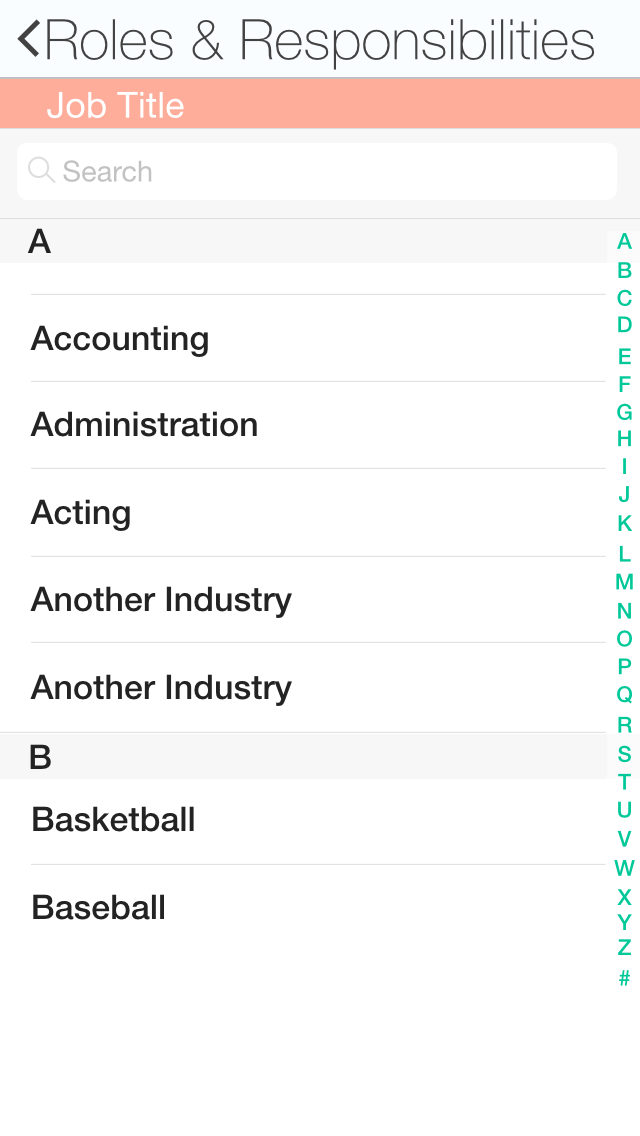 Roles & Responsibilities
Job Title
Search
A
Accounting
Administration
Acting
Another Industry
Another Industry
B
Basketball
Baseball
A
B
C
D
E
F
G
H
I
J
K
L
M
N
O
P
Q
R
S
T
U
V
W
X
Y
Z
#